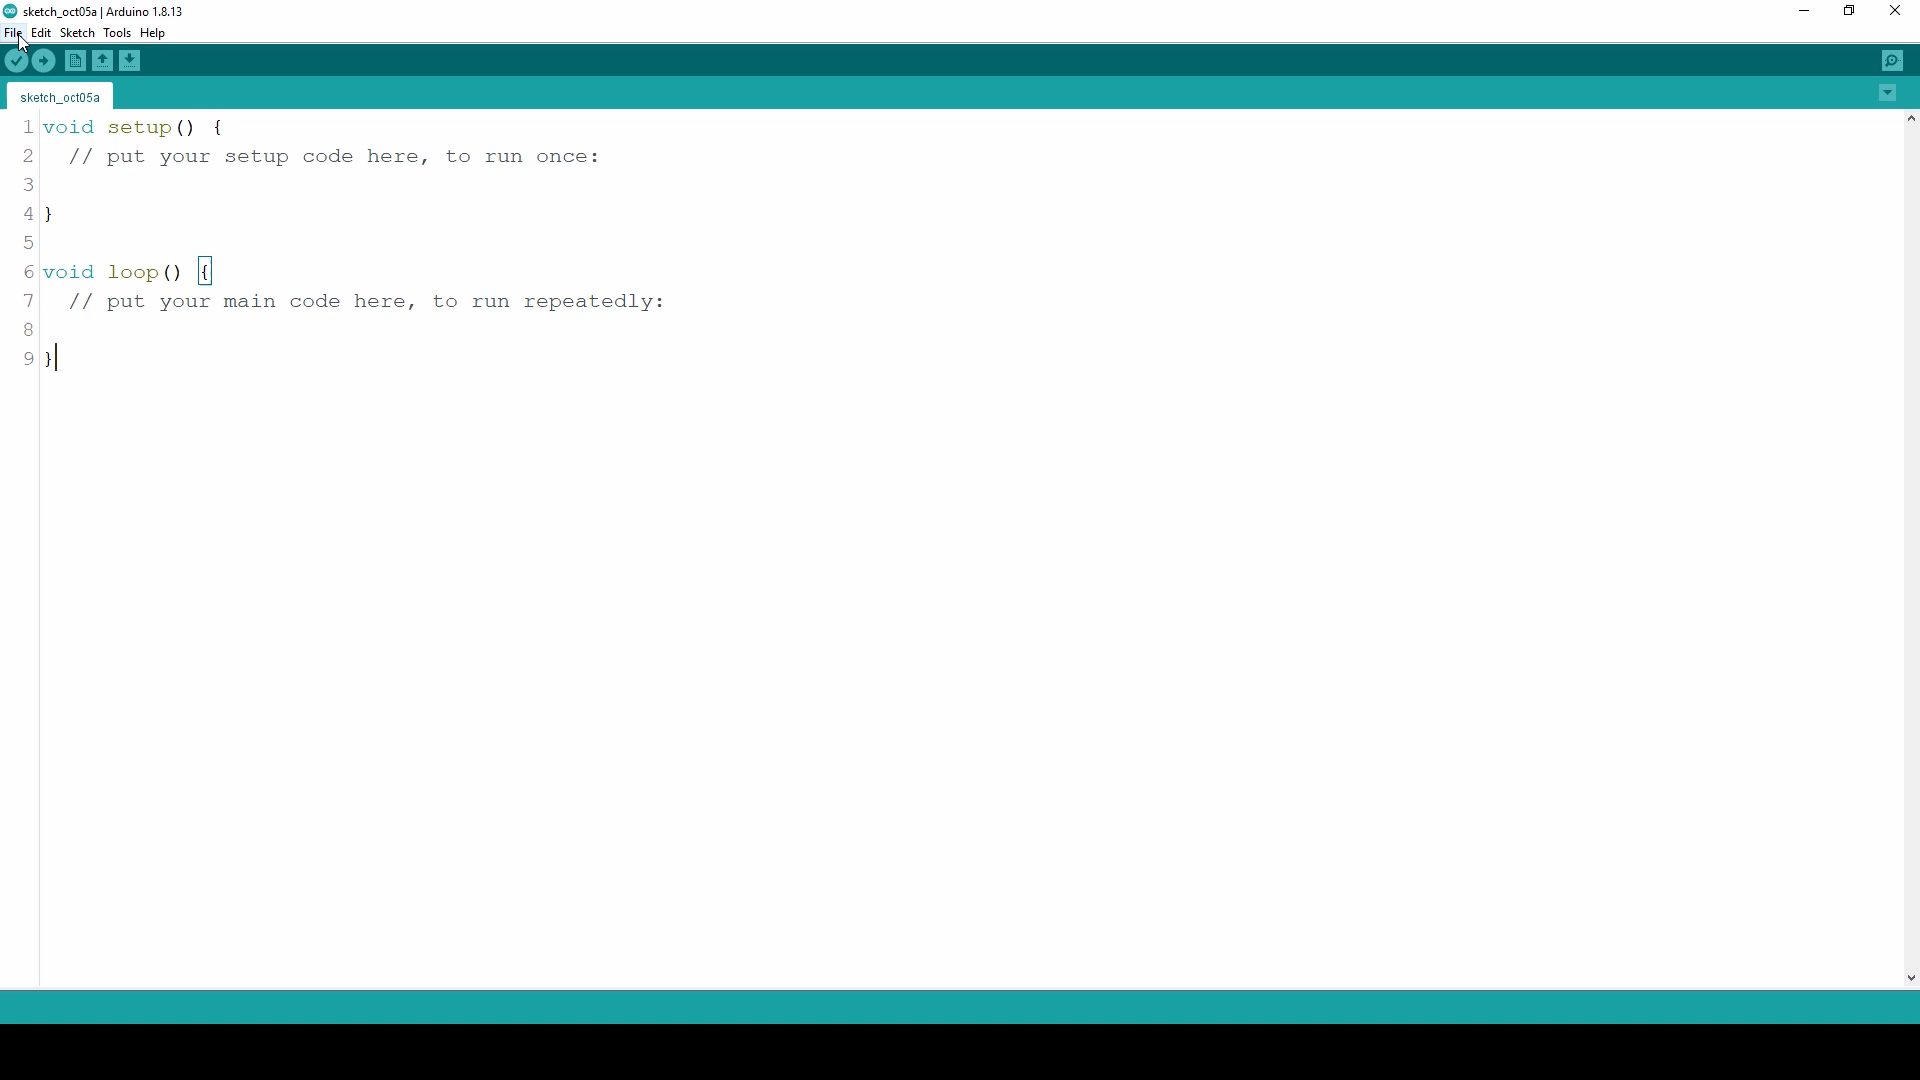 sketch_oct05a | Arduino 1.8.13
File Edit Sketch Tools Help
sketch_oct05a
1 void setup() {
2   // put your setup code here, to run once:
3
4 }
5
6 void loop() {
7   // put your main code here, to run repeatedly:
8
9 }